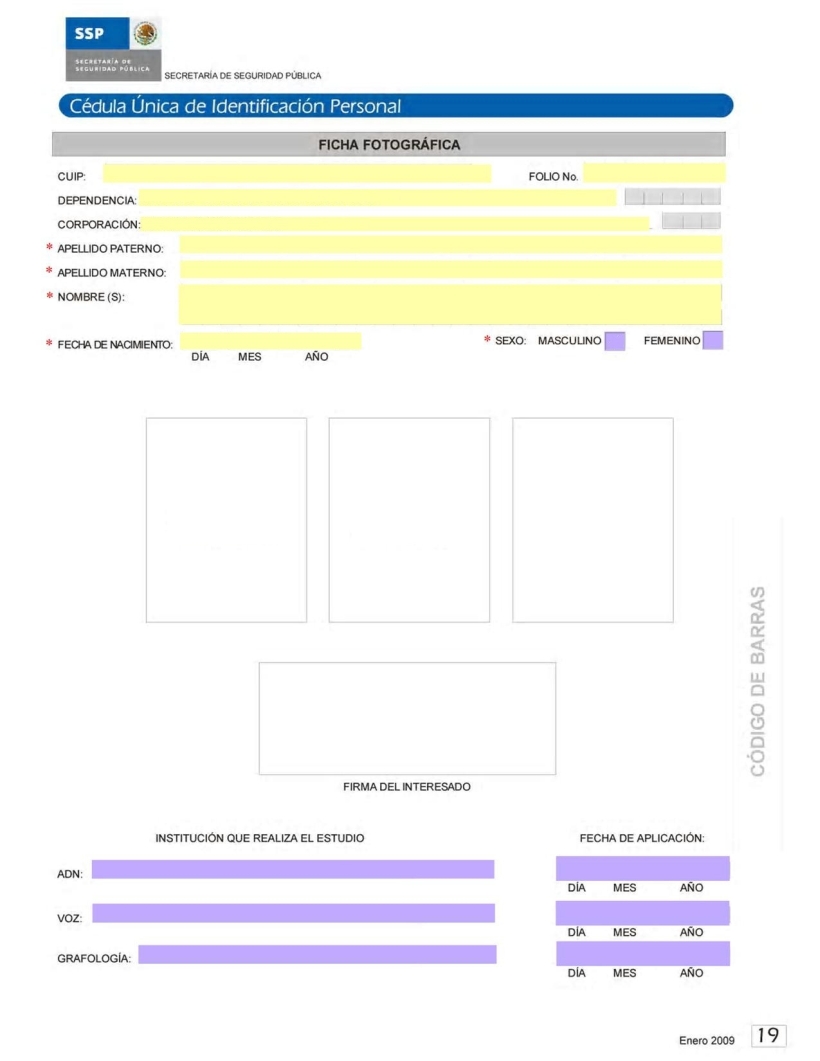 SSP
SECRETARÍA DE
SEGURIDAD PÚBLICA
SECRETARÍA DE SEGURIDAD PÚBLICA
Cédula Única de Identificación Personal
FICHA FOTOGRÁFICA
CUIP: FOLIO No.
DEPENDENCIA:
CORPORACIÓN:
* APELLIDO PATERNO:
* APELLIDO MATERNO:
* NOMBRE (S):
* FECHA DE NACIMIENTO: * SEXO: MASCULINO FEMENINO
DÍA MES AÑO
CÓDIGO DE BARRAS
FIRMA DEL INTERESADO
INSTITUCIÓN QUE REALIZA EL ESTUDIO FECHA DE APLICACIÓN:
ADN:
DÍA MES AÑO
VOZ:
DÍA MES AÑO
GRAFOLOGÍA:
DÍA MES AÑO
Enero 2009 19